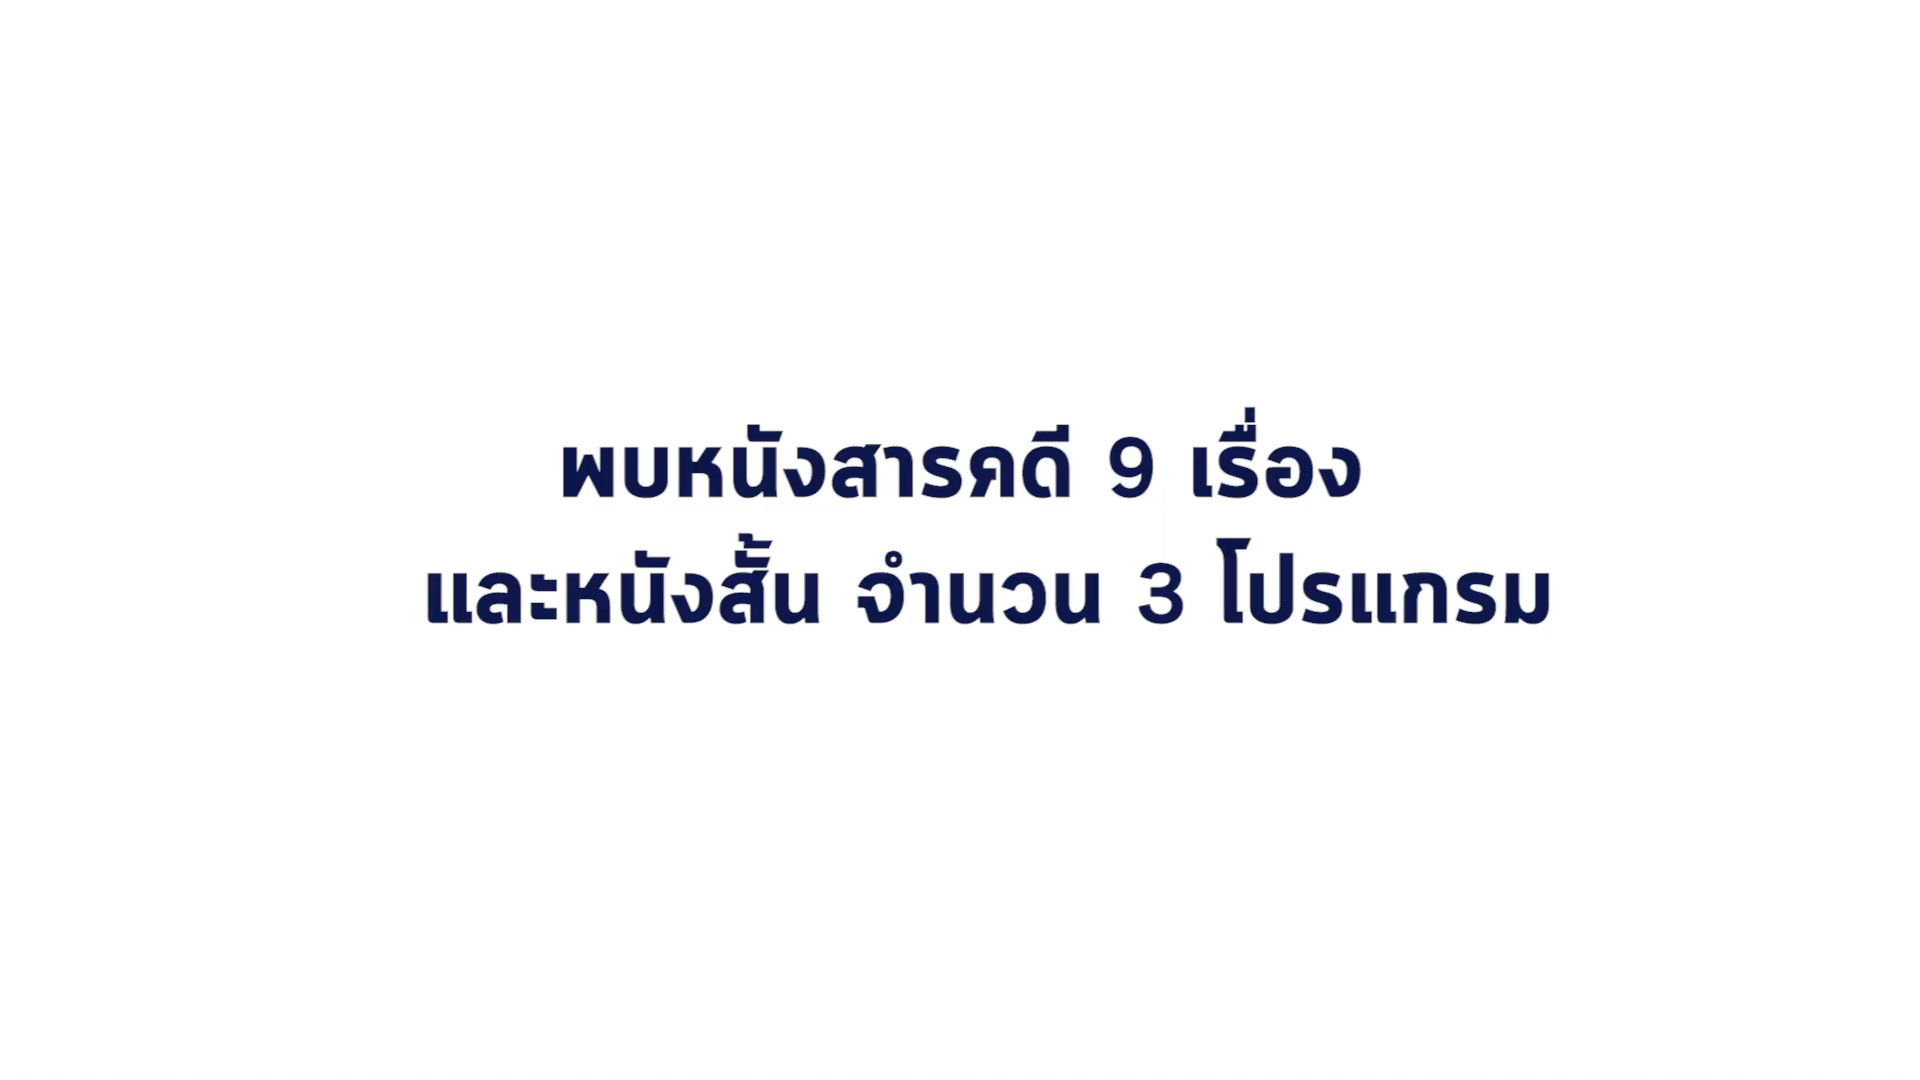 พบหนังสารคดี 9 เรื่อง
และหนังสั้น จำนวน 3 โปรแกรม